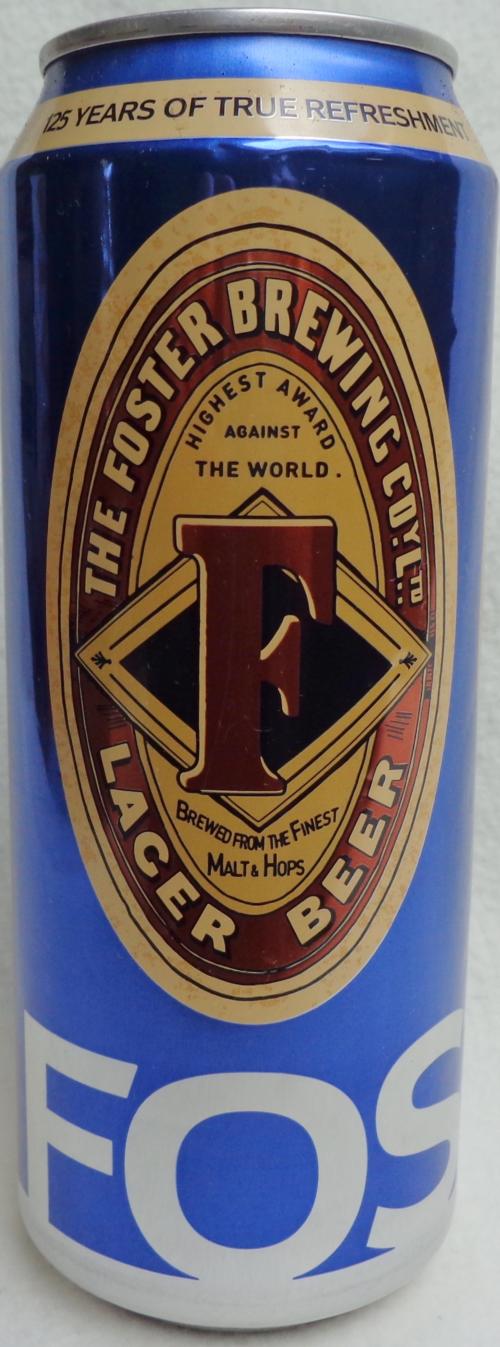 125 YEARS OF TRUE REFRESHMENT
THE FOSTER BREWING COY. LTD.
HIGHEST AWARD
AGAINST
THE WORLD.
F
BREWED FROM THE FINEST
MALT & HOPS
LAGER BEER
FOS